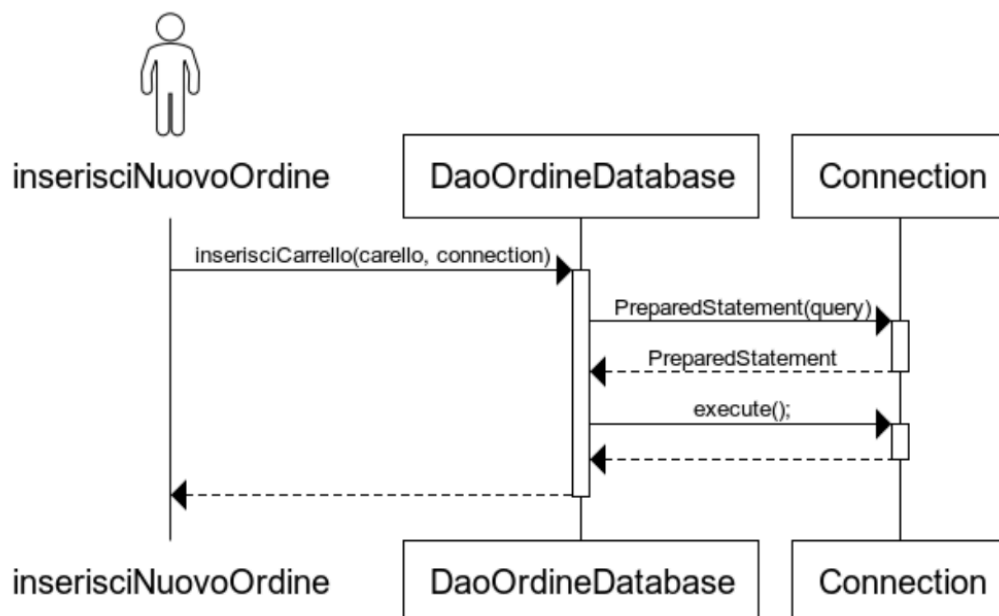 inserisciNuovoOrdine
DaoOrdineDatabase
Connection
inserisciCarrello(carello, connection)
PreparedStatement(query)
PreparedStatement
execute();
inserisciNuovoOrdine
DaoOrdineDatabase
Connection